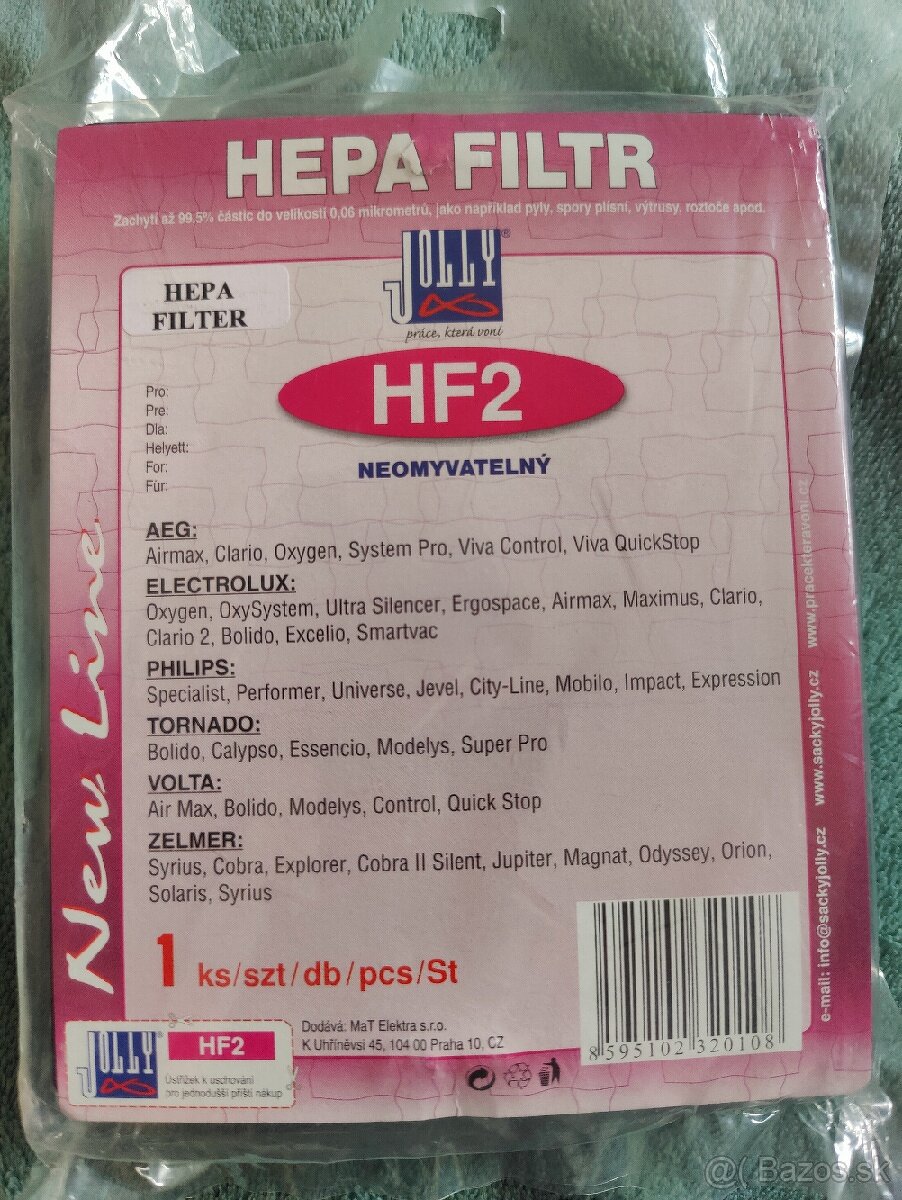 HEPA FILTR
Zachytí až 99,5% částic do velikosti 0,06 mikrometrů, jako například pyly, spory plísní, výtrusy, roztoče apod.
HEPA
FILTER
JOLLY®
práce, která voní
HF2
NEOMYVATELNÝ
Pro:
Pre:
Dla:
Helyett:
For:
Für:
AEG:
Airmax, Clario, Oxygen, System Pro, Viva Control, Viva QuickStop
ELECTROLUX:
Oxygen, OxySystem, Ultra Silencer, Ergospace, Airmax, Maximus, Clario,
Clario 2, Bolido, Excelio, Smartvac
PHILIPS:
Specialist, Performer, Universe, Jevel, City-Line, Mobilo, Impact, Expression
TORNADO:
Bolido, Calypso, Essencio, Modelys, Super Pro
VOLTA:
Air Max, Bolido, Modelys, Control, Quick Stop
ZELMER:
Syrius, Cobra, Explorer, Cobra II Silent, Jupiter, Magnat, Odyssey, Orion,
Solaris, Syrius
1 ks/szt/db/pcs/St
New Line
e-mail: info@sackyjolly.cz www.sackyjolly.cz www.pracekteravoni.cz
JOLLY®
HF2
Ústřižek k uschování
pro jednodušší příští nákup
Dodává: MaT Elektra s.r.o.
K Uhříněvsi 45, 104 00 Praha 10, CZ
8 595102 320108
@ Bazos.sk